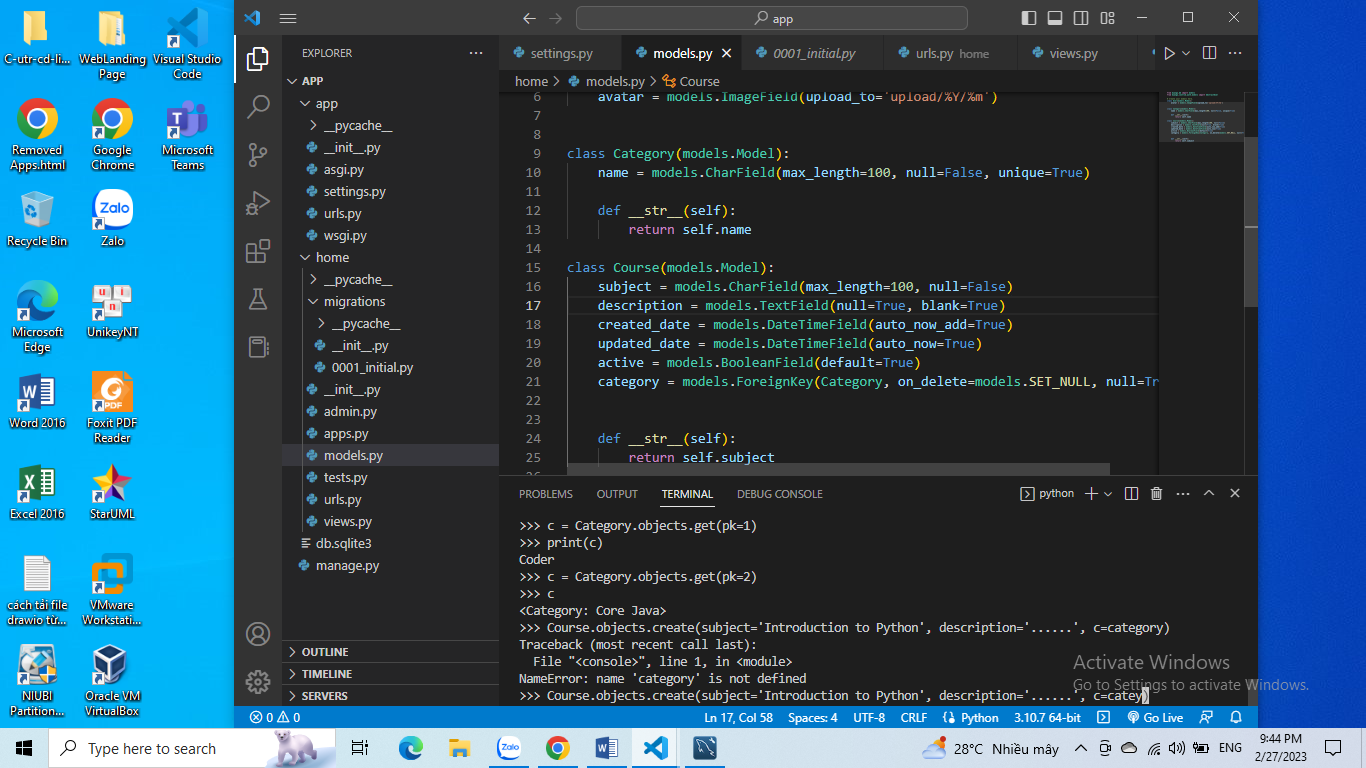 C-utr-cd-li...
WebLanding Page
Visual Studio Code
Removed Apps.html
Google Chrome
Microsoft Teams
Recycle Bin
Zalo
Zalo
Microsoft Edge
u n i
UnikeyNT
Word 2016
Foxit PDF Reader
Excel 2016
StarUML
cách tải file drawio từ...
VMware Workstati...
NIUBI Partition...
Oracle VM VirtualBox
app
EXPLORER
APP
app
__pycache__
__init__.py
asgi.py
settings.py
urls.py
wsgi.py
home
__pycache__
migrations
__pycache__
__init__.py
0001_initial.py
__init__.py
admin.py
apps.py
models.py
tests.py
urls.py
views.py
db.sqlite3
manage.py
OUTLINE
TIMELINE
SERVERS
settings.py models.py 0001_initial.py urls.py home views.py
home > models.py > Course
6 avatar = models.ImageField(upload_to='upload/%Y/%m')
7
8
9 class Category(models.Model):
10 name = models.CharField(max_length=100, null=False, unique=True)
11
12 def __str__(self):
13 return self.name
14
15 class Course(models.Model):
16 subject = models.CharField(max_length=100, null=False)
17 description = models.TextField(null=True, blank=True)
18 created_date = models.DateTimeField(auto_now_add=True)
19 updated_date = models.DateTimeField(auto_now=True)
20 active = models.BooleanField(default=True)
21 category = models.ForeignKey(Category, on_delete=models.SET_NULL, null=Tr
22
23
24 def __str__(self):
25 return self.subject
PROBLEMS OUTPUT TERMINAL DEBUG CONSOLE python
>>> c = Category.objects.get(pk=1)
>>> print(c)
Coder
>>> c = Category.objects.get(pk=2)
>>> c
<Category: Core Java>
>>> Course.objects.create(subject='Introduction to Python', description='......', c=category)
Traceback (most recent call last):
File "<console>", line 1, in <module>
NameError: name 'category' is not defined
>>> Course.objects.create(subject='Introduction to Python', description='......', c=catey)
Activate Windows
Go to Settings to activate Windows.
0 0 Ln 17, Col 58 Spaces: 4 UTF-8 CRLF Python 3.10.7 64-bit Go Live
Type here to search Zalo 28°C Nhiều mây ENG 9:44 PM
2/27/2023